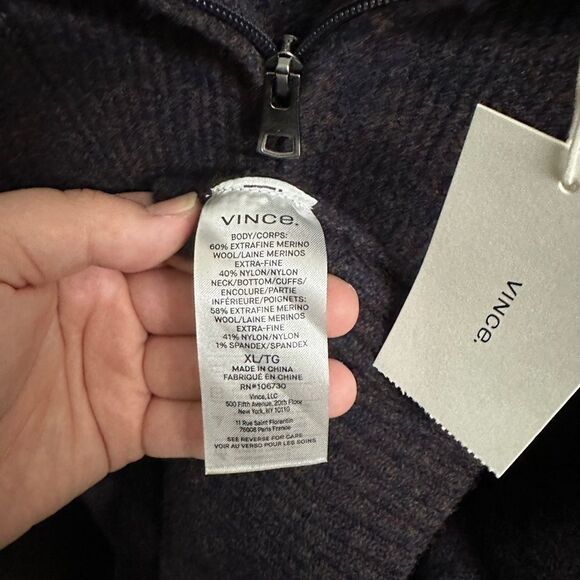 VINCE.
BODY/CORPS:
60% EXTRAFINE MERINO
WOOL/LAINE MERINOS
EXTRA-FINE
40% NYLON/NYLON
NECK/BOTTOM/CUFFS/
ENCOLURE/PARTIE
INFÉRIEURE/POIGNETS:
58% EXTRAFINE MERINO
WOOL/LAINE MERINOS
EXTRA-FINE
41% NYLON/NYLON
1% SPANDEX/SPANDEX
XL/TG
MADE IN CHINA
FABRIQUÉ EN CHINE
RN#106730
Vince, LLC
500 Fifth Avenue, 20th Floor
New York, NY 10110
11 Rue Saint Florentin
75008 Paris France
SEE REVERSE FOR CARE
VOIR AU VERSO POUR LES SOINS
VINCE.